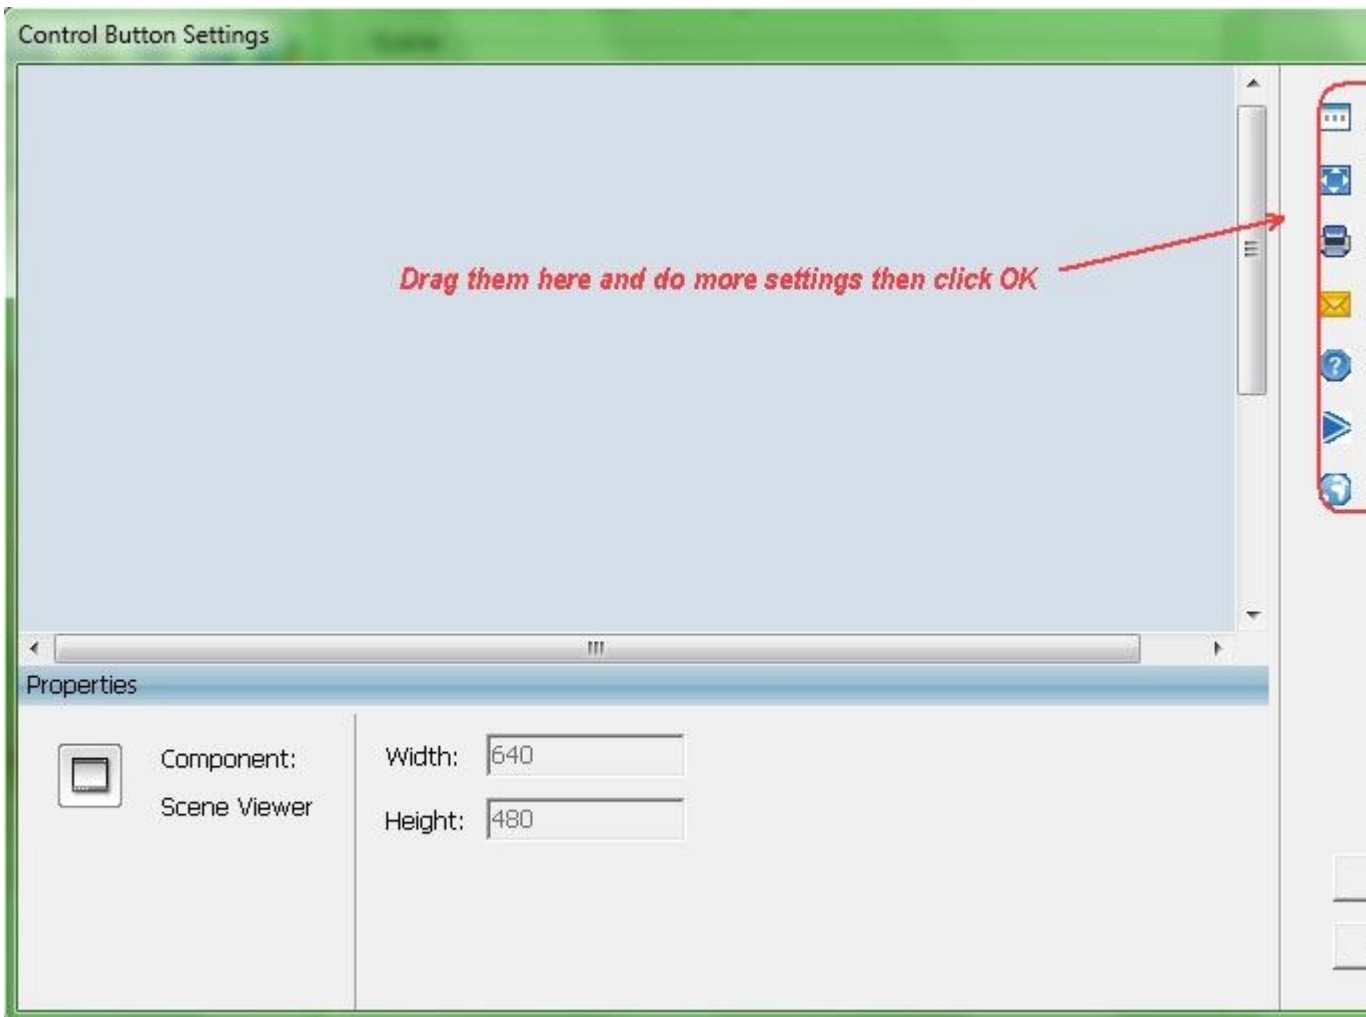 Control Button Settings
Drag them here and do more settings then click OK
Properties
Component:
Scene Viewer
Width: 640
Height: 480